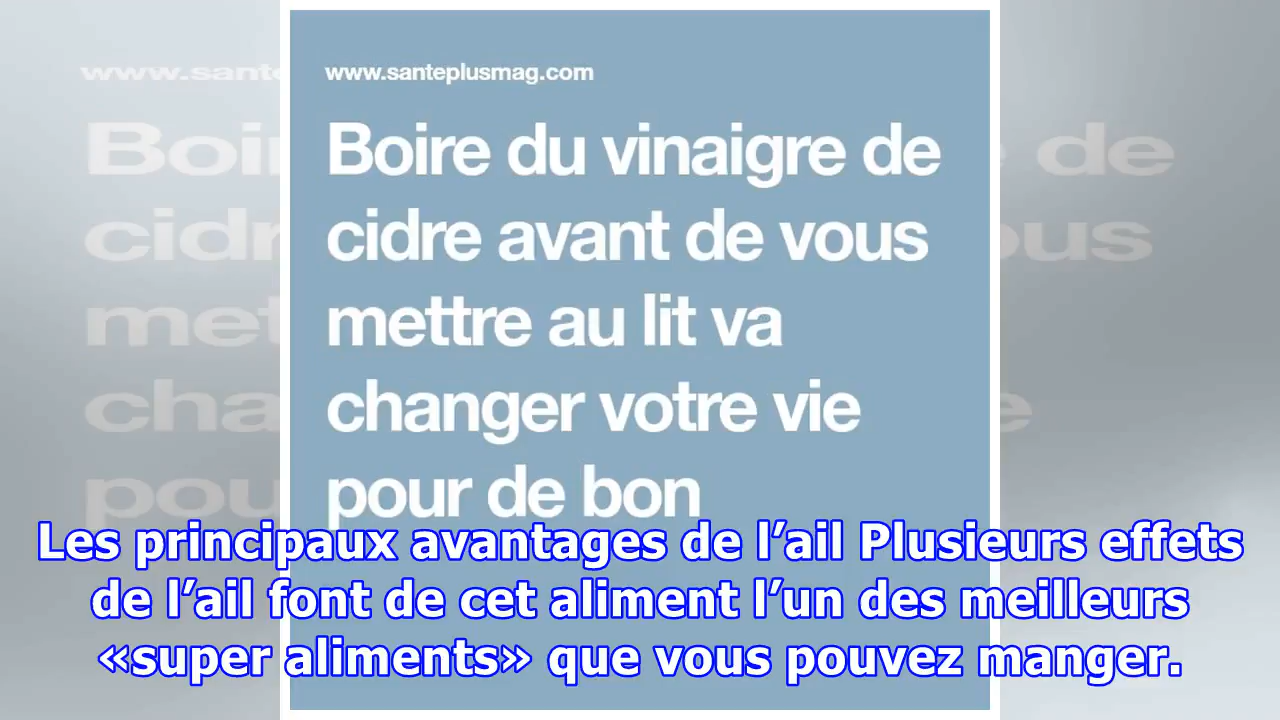 www.santeplusmag.com
Boire du vinaigre de
cidre avant de vous
mettre au lit va
changer votre vie
pour de bon
Les principaux avantages de l’ail Plusieurs effets
de l’ail font de cet aliment l’un des meilleurs
«super aliments» que vous pouvez manger.